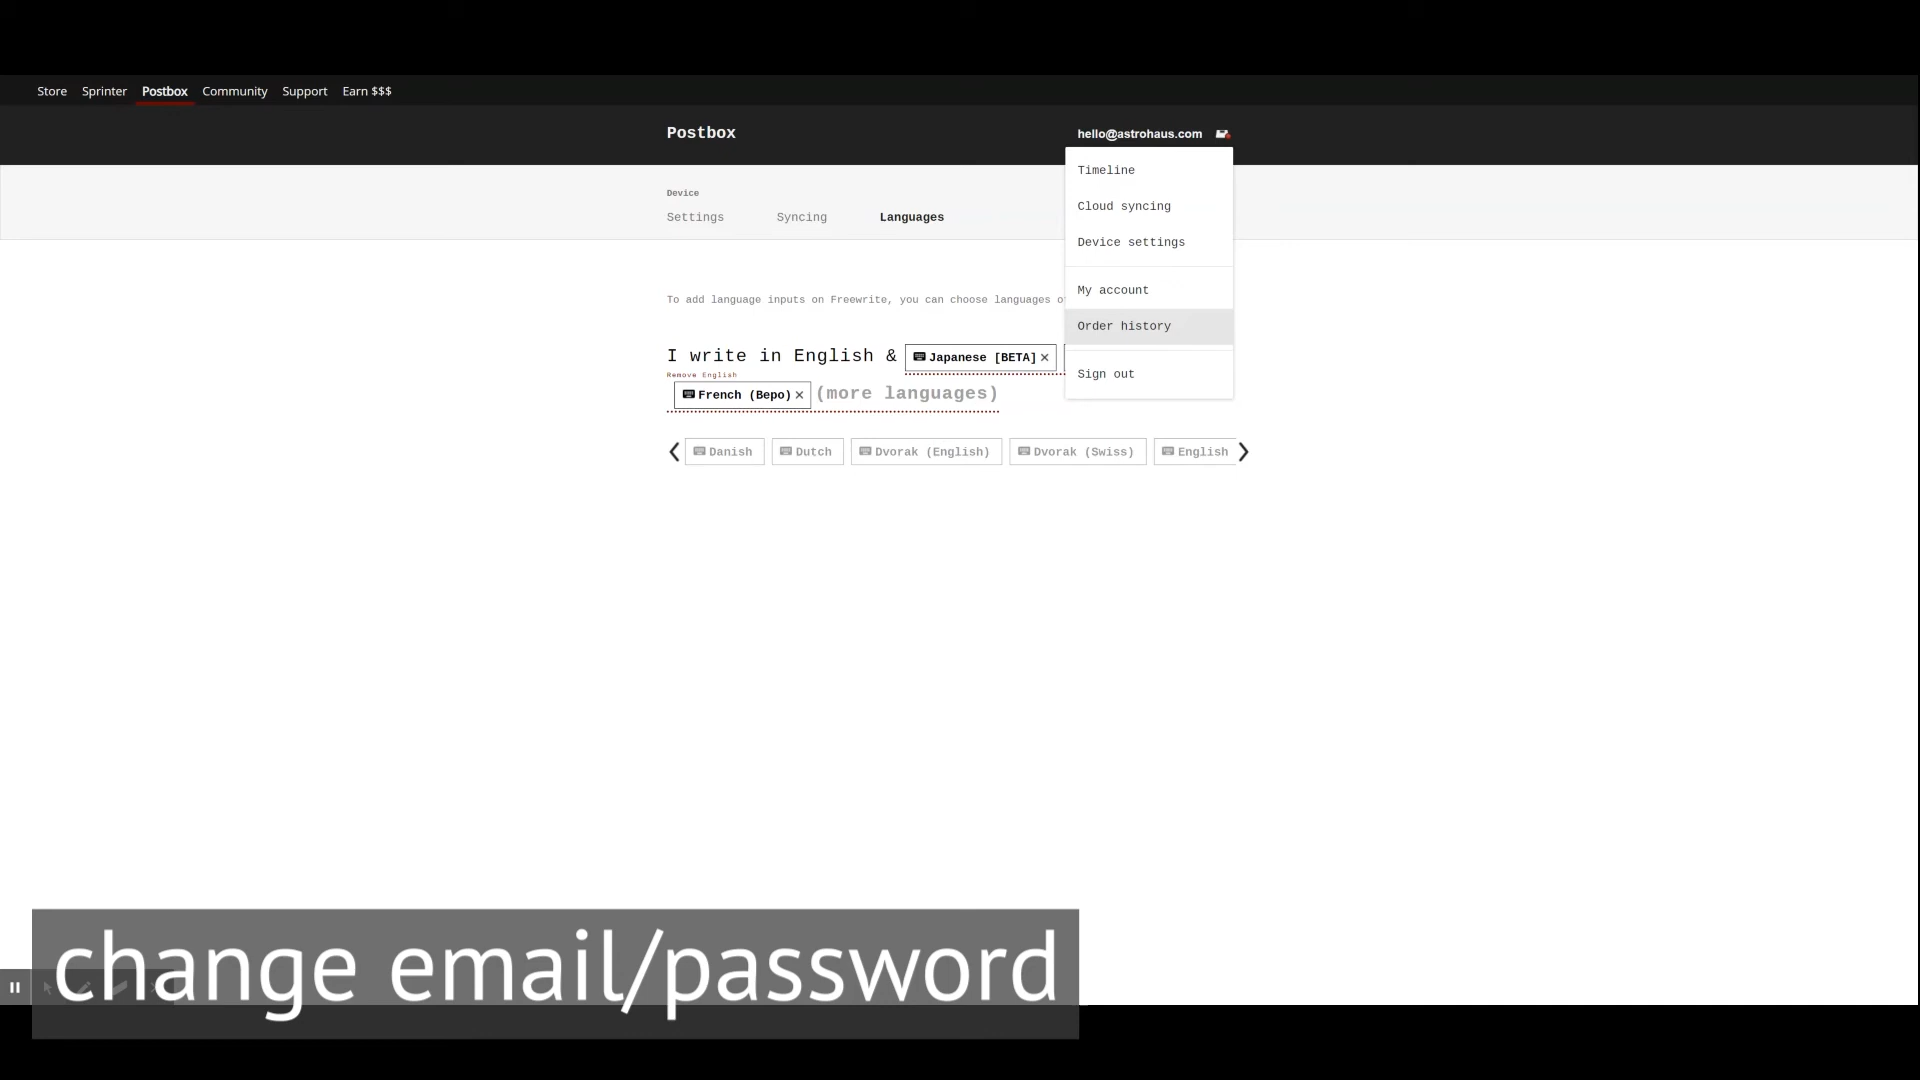 Store Sprinter Postbox Community Support Earn $$$
Postbox
hello@astrohaus.com
Timeline
Cloud syncing
Device settings
My account
Order history
Sign out
Device
Settings Syncing Languages
To add language inputs on Freewrite, you can choose languages
I write in English & Japanese [BETA]
Remove English
French (Bepo) (more languages)
Danish Dutch Dvorak (English) Dvorak (Swiss) English
change email/password